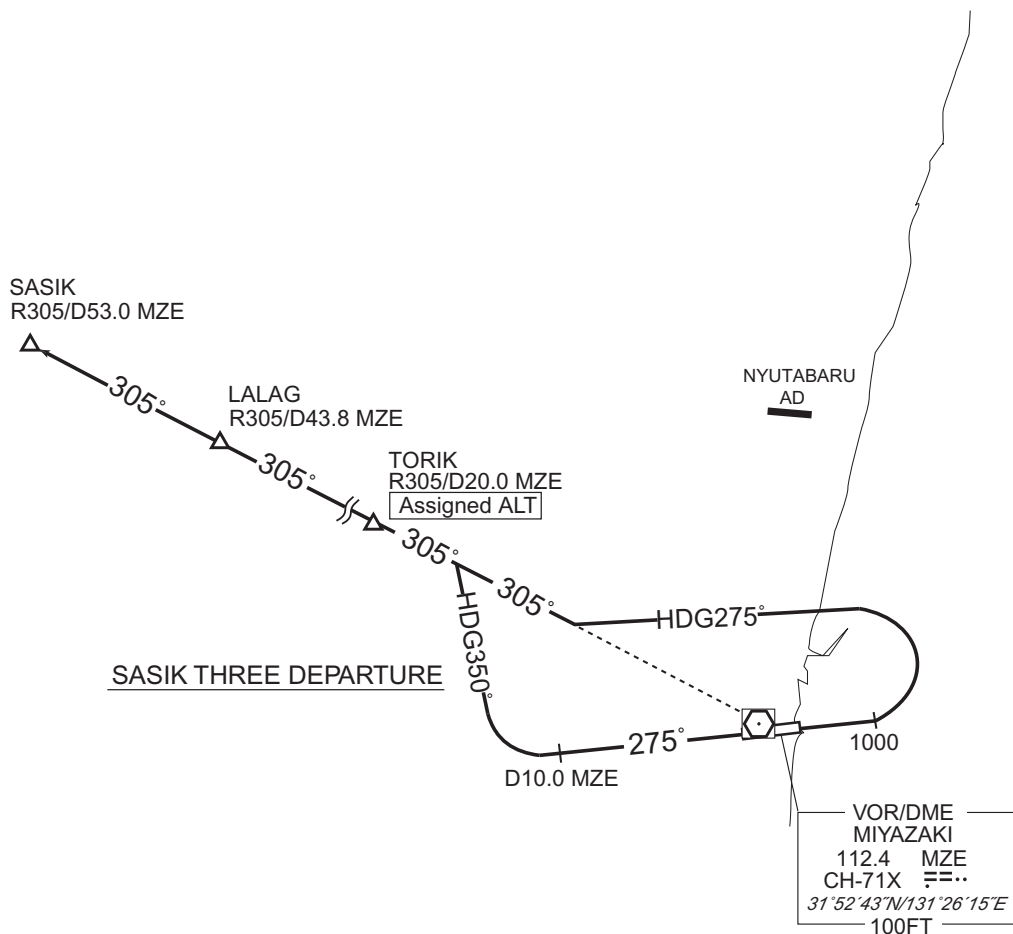 SASIK
R305/D53.0 MZE
305°
LALAG
R305/D43.8 MZE
305°
TORIK
R305/D20.0 MZE
Assigned ALT
305°
305°
NYUTABARU
AD
HDG275°
HDG350°
SASIK THREE DEPARTURE
275°
D10.0 MZE
1000
VOR/DME
MIYAZAKI
112.4 MZE
CH-71X
31°52´43˝N/131°26´15˝E
100FT